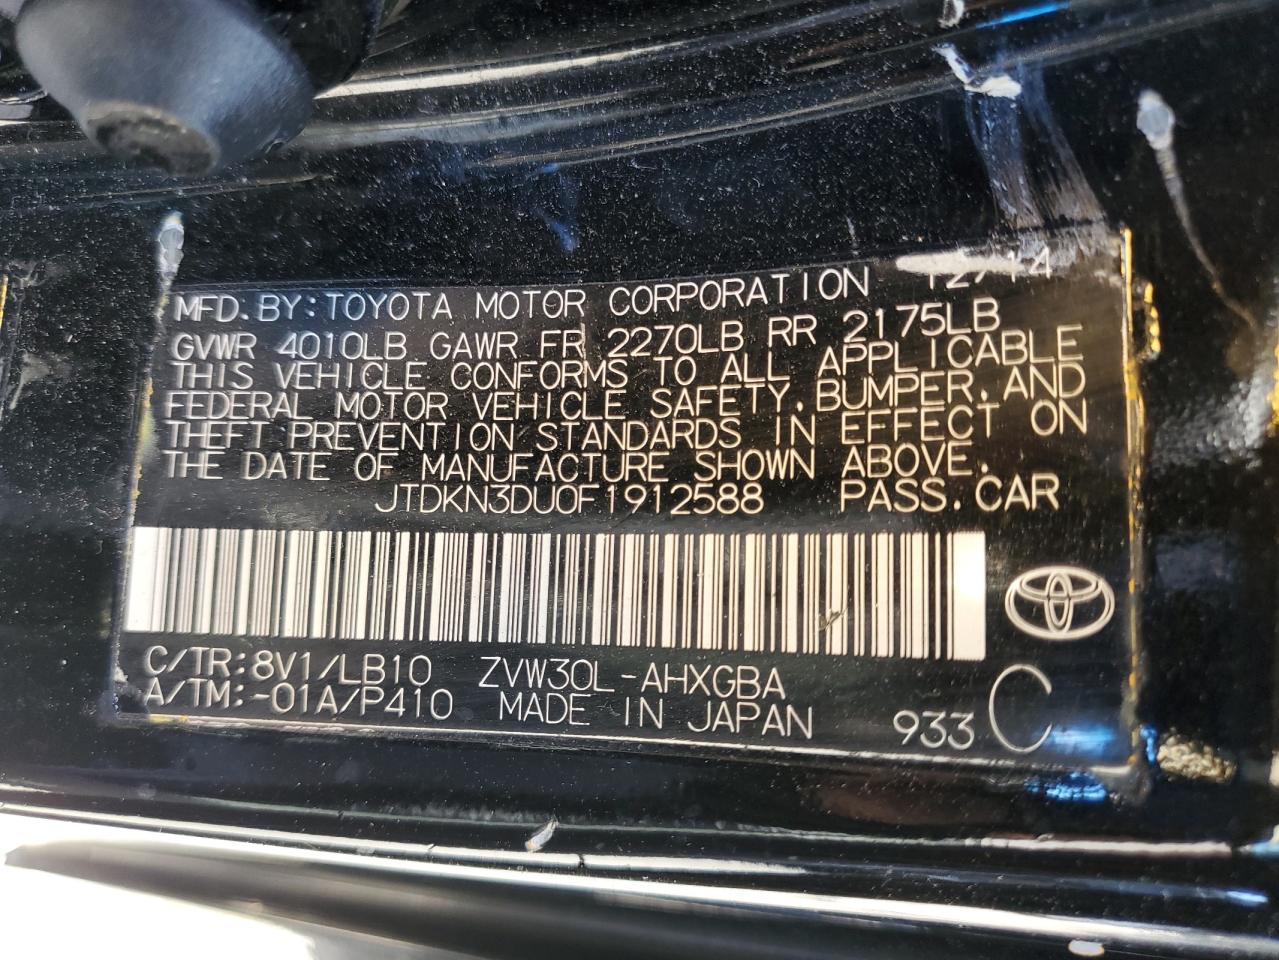 MFD.BY:TOYOTA MOTOR CORPORATION 12/14
GVWR 4010LB GAWR FR 2270LB RR 2175LB
THIS VEHICLE CONFORMS TO ALL APPLICABLE
FEDERAL MOTOR VEHICLE SAFETY,BUMPER,AND
THEFT PREVENTION STANDARDS IN EFFECT ON
THE DATE OF MANUFACTURE SHOWN ABOVE.
JTDKN3DU0F1912588 PASS.CAR
C/TR:8V1/LB10 ZVW30L-AHXGBA
A/TM:-01A/P410 MADE IN JAPAN 933 C